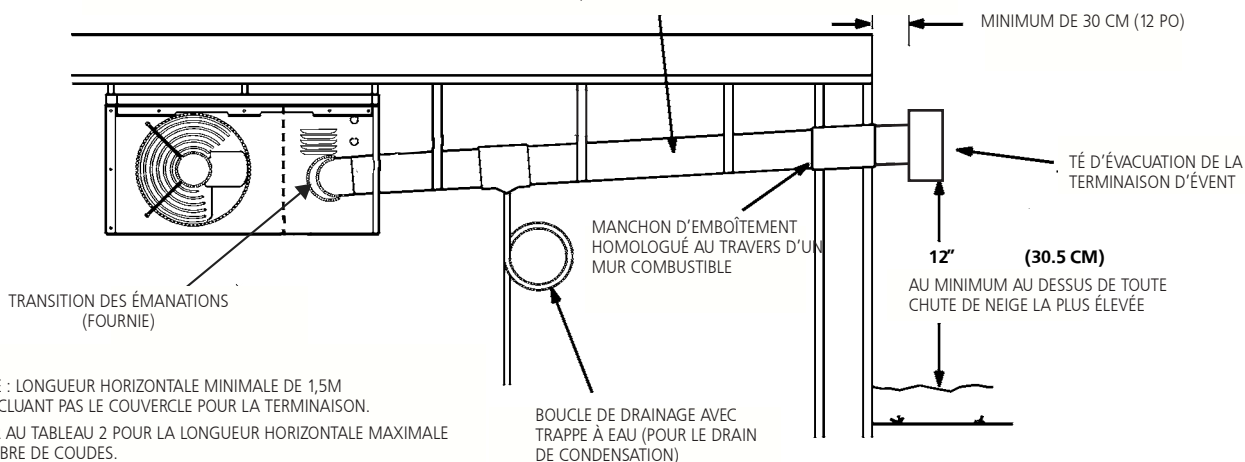 MINIMUM DE 30 CM (12 PO)
TÉ D'ÉVACUATION DE LA
TERMINAISON D'ÉVENT
MANCHON D'EMBOÎTEMENT
HOMOLOGUÉ AU TRAVERS D'UN
MUR COMBUSTIBLE
12" (30.5 CM)
AU MINIMUM AU DESSUS DE TOUTE
CHUTE DE NEIGE LA PLUS ÉLEVÉE
TRANSITION DES ÉMANATIONS
(FOURNIE)
: LONGUEUR HORIZONTALE MINIMALE DE 1,5M
PAS LE COUVERCLE POUR LA TERMINAISON.
AU TABLEAU 2 POUR LA LONGUEUR HORIZONTALE MAXIMALE
DE COUDES.
BOUCLE DE DRAINAGE AVEC
TRAPPE À EAU (POUR LE DRAIN
DE CONDENSATION)